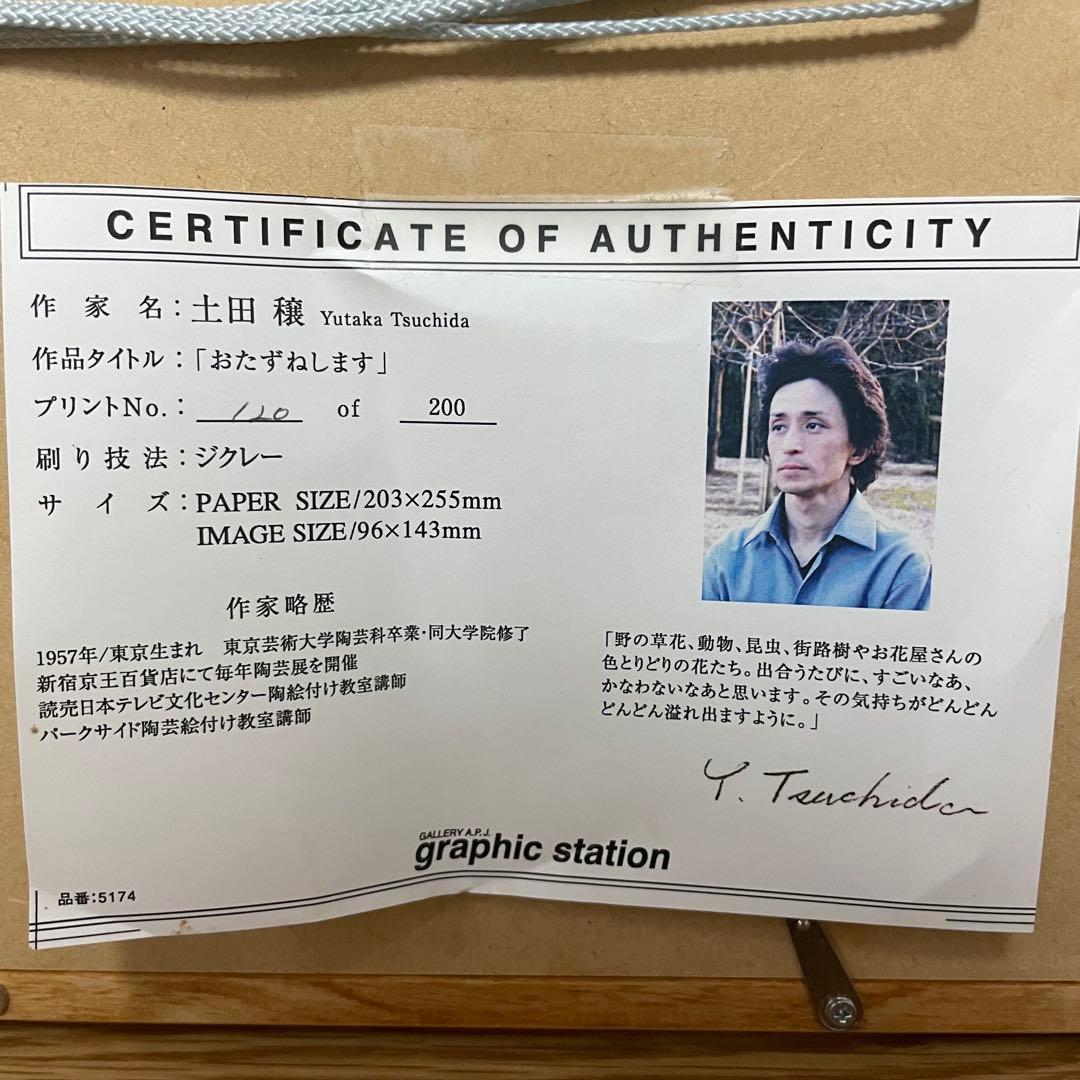 CERTIFICATE OF AUTHENTICITY
作家名：土田 穣 Yutaka Tsuchida
作品タイトル：「おたずねします」
プリントNo.： 120 of 200
刷り技法：ジクレー
サイズ：PAPER SIZE/203×255mm
IMAGE SIZE/96×143mm
作家略歴
1957年/東京生まれ 東京芸術大学陶芸科卒業・同大学院修了
新宿京王百貨店にて毎年陶芸展を開催
読売日本テレビ文化センター陶絵付け教室講師
パークサイド陶芸絵付け教室講師
「野の草花、動物、昆虫、街路樹やお花屋さんの
色とりどりの花たち。出合うたびに、すごいなあ、
かなわないなあと思います。その気持ちがどんどん
どんどん溢れ出ますように。」
Y. Tsuchida
GALLERY A.P.J.
graphic station
品番：5174